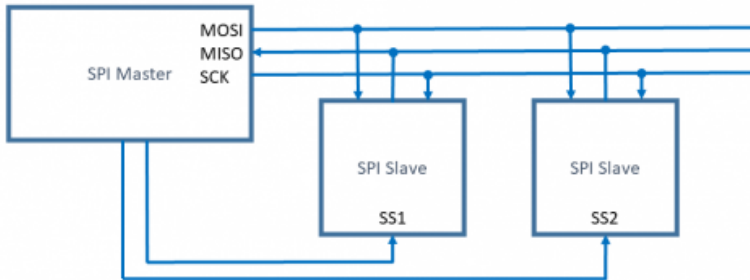 MOSI
MISO
SPI Master
SCK
SPI Slave
SPI Slave
SS1
SS2